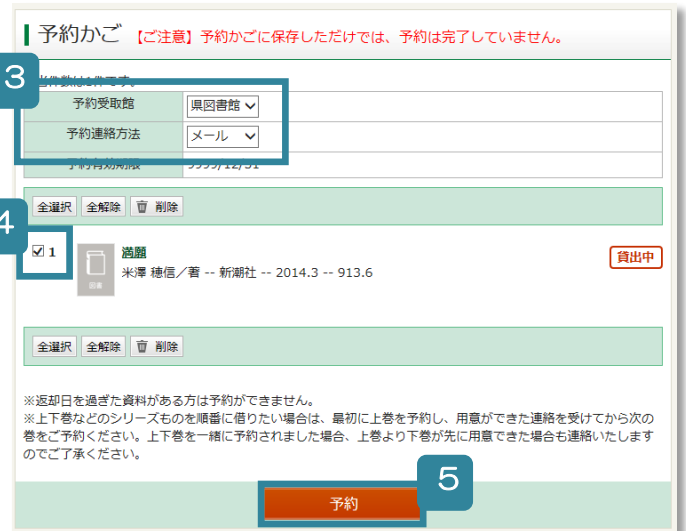 予約かご 【ご注意】予約かごに保存しただけでは、予約は完了していません。
3
予約受取館 県図書館
予約連絡方法 メール
予約有効期限 9999/12/31
全選択 全解除 削除
4
1 満願 貸出中
米澤 穂信／著 -- 新潮社 -- 2014.3 -- 913.6
図書
全選択 全解除 削除
※返却日を過ぎた資料がある方は予約ができません。
※上下巻などのシリーズものを順番に借りたい場合は、最初に上巻を予約し、用意ができた連絡を受けてから次の
巻をご予約ください。上下巻を一緒に予約されました場合、上巻より下巻が先に用意できた場合も連絡いたします
のでご了承ください。
5
予約